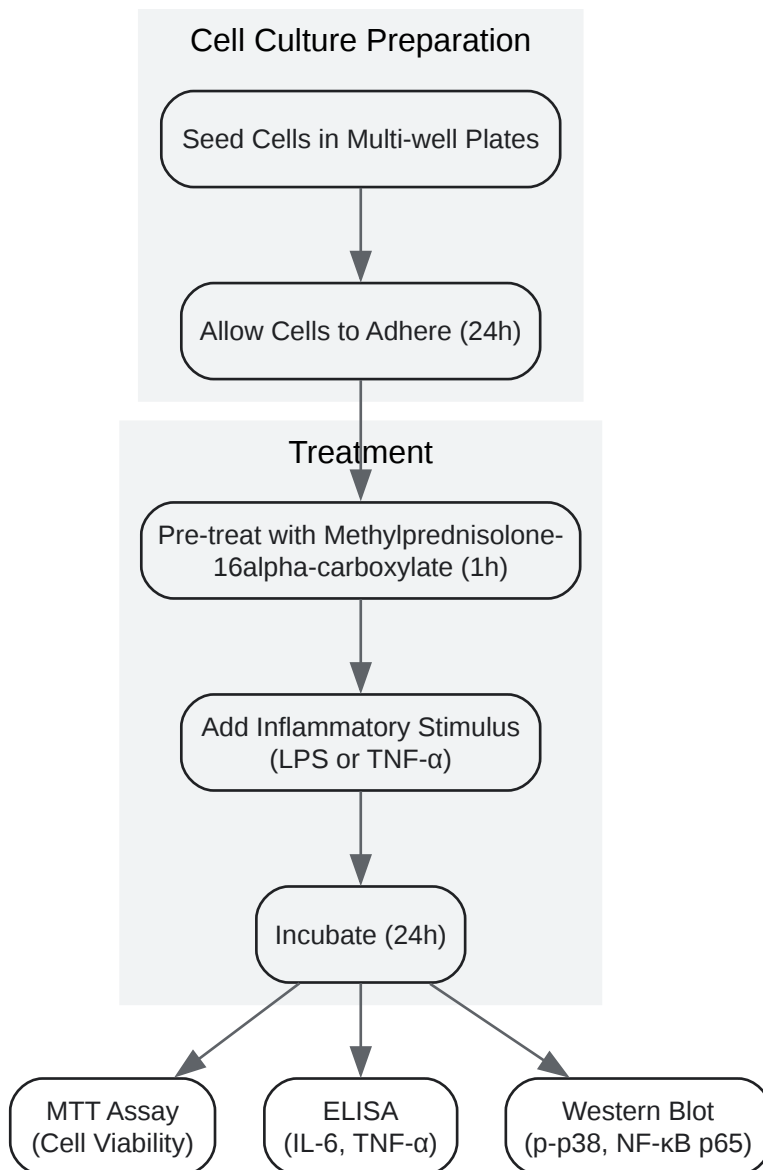 Cell Culture Preparation
Seed Cells in Multi-well Plates
Allow Cells to Adhere (24h)
Treatment
Pre-treat with Methylprednisolone-
16alpha-carboxylate (1h)
Add Inflammatory Stimulus
(LPS or TNF-α)
Incubate (24h)
MTT Assay
(Cell Viability)
ELISA
(IL-6, TNF-α)
Western Blot
(p-p38, NF-κB p65)